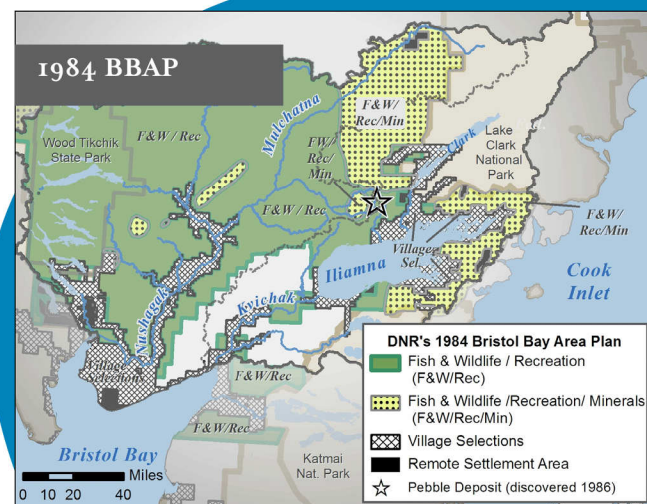 1984 BBAP
F&W / Rec
Mulchatna
F&W/
Rec/Min
Wood Tikchik
State Park
FW/
Rec/
Min
Clark
Lake
Clark
National
Park
F&W / Rec
F&W/
Rec/Min
Village
Sel.
Iliamna
Cook
Inlet
Nushagak
Kvichak
Village
Selections
F&W/Rec
F&W/Rec
Bristol Bay
Katmai
Nat. Park
Miles
0 10 20 40
DNR's 1984 Bristol Bay Area Plan
Fish & Wildlife / Recreation
(F&W/Rec)
Fish & Wildlife /Recreation/ Minerals
(F&W/Rec/Min)
Village Selections
Remote Settlement Area
Pebble Deposit (discovered 1986)